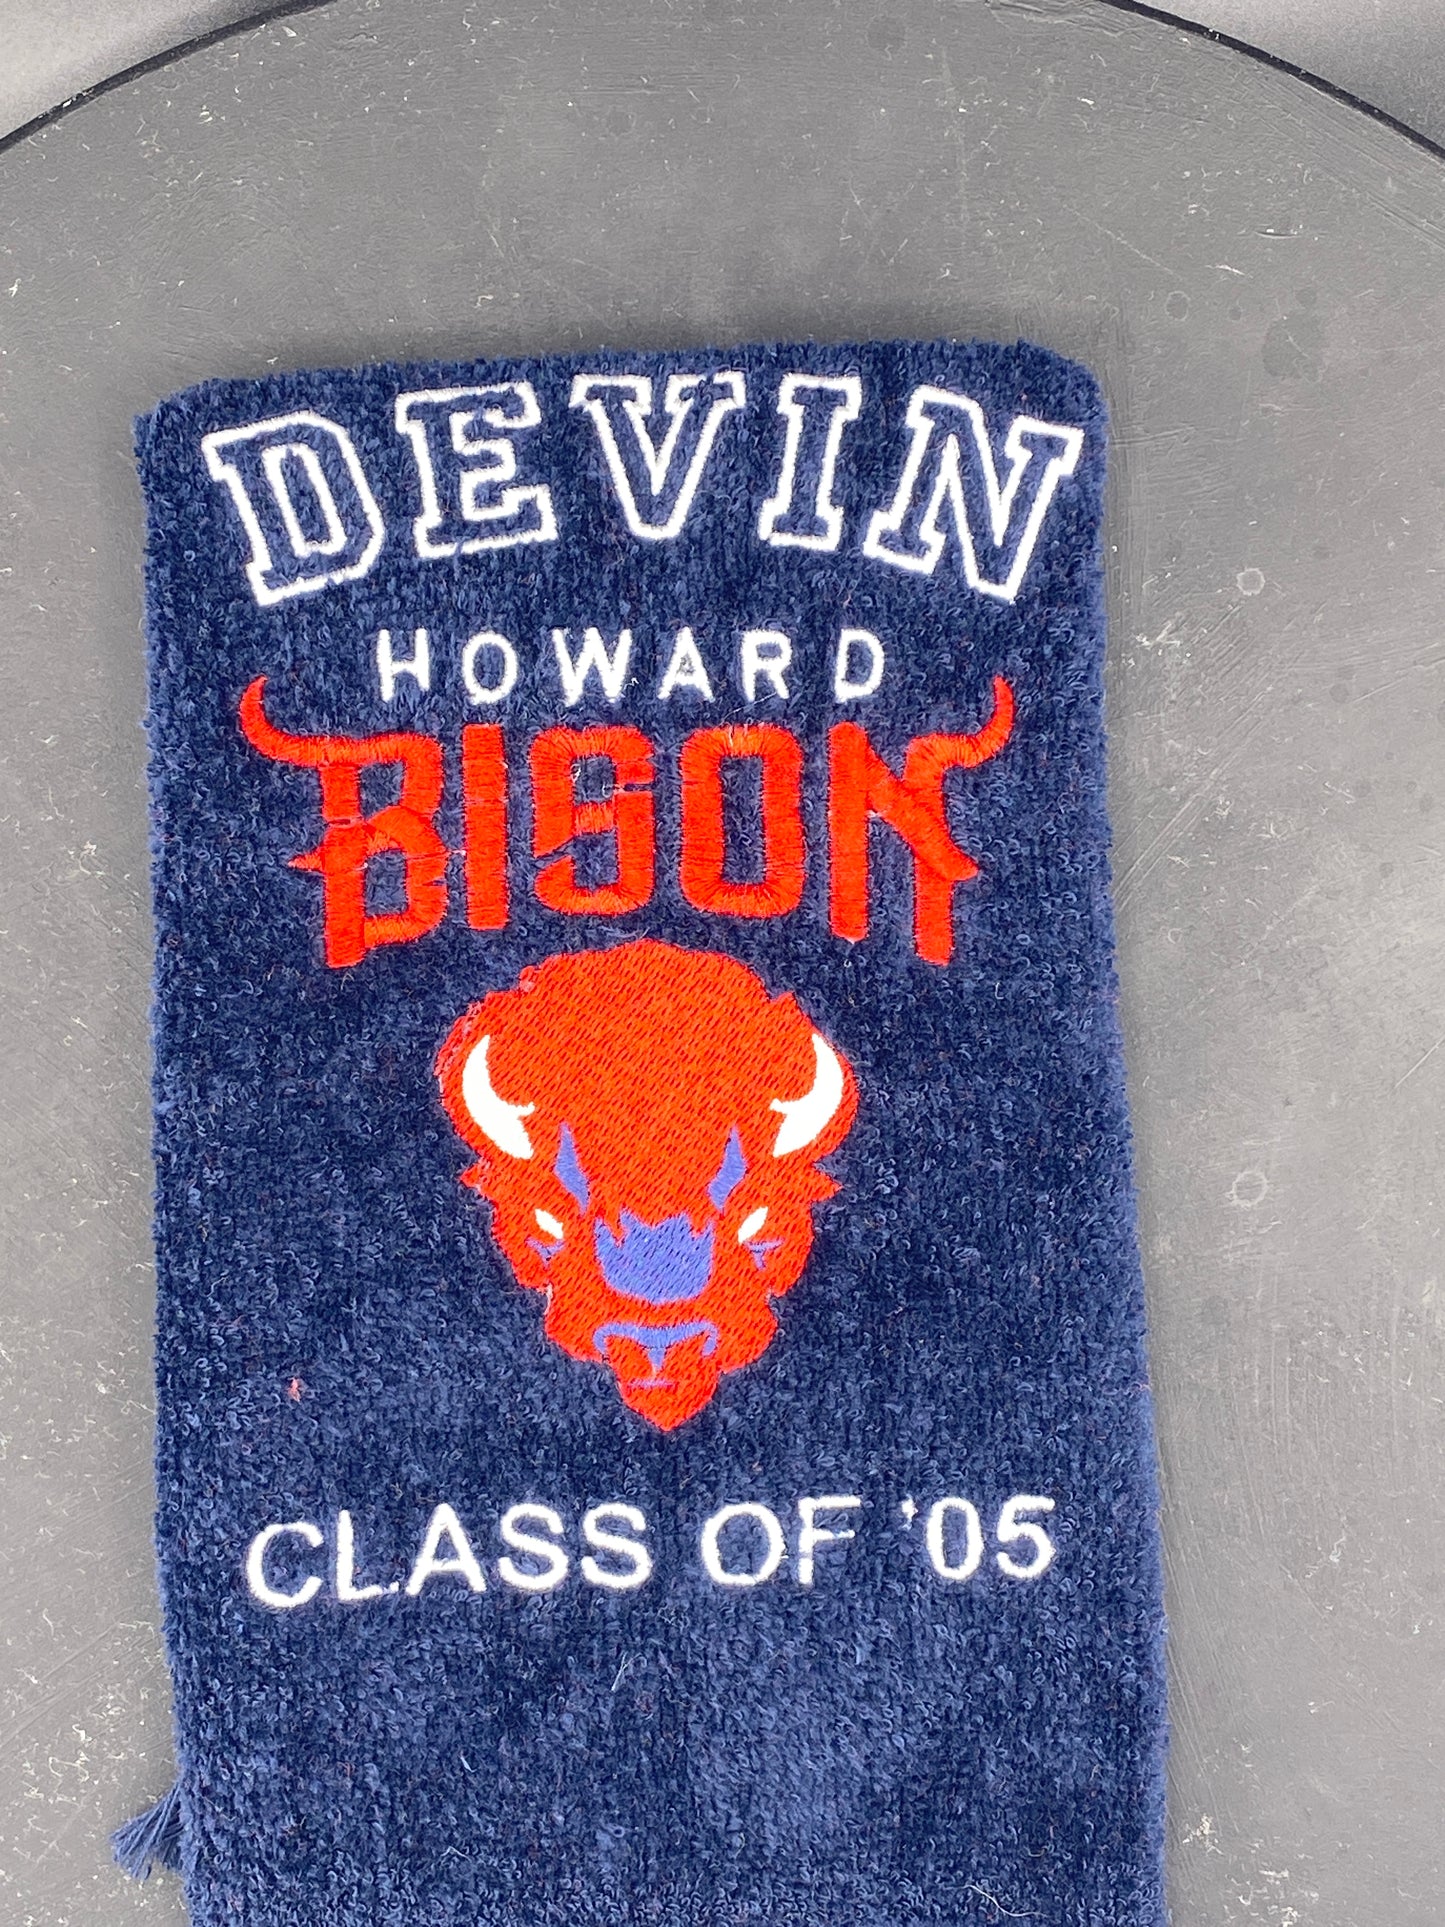 DEVIN
HOWARD
BISON
CLASS OF '05